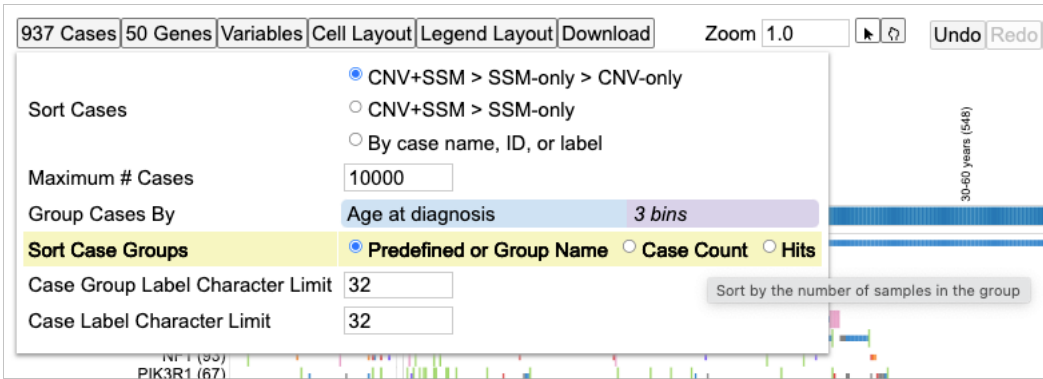 937 Cases 50 Genes Variables Cell Layout Legend Layout Download Zoom 1.0 Undo Redo
CNV+SSM > SSM-only > CNV-only
Sort Cases
CNV+SSM > SSM-only
By case name, ID, or label
30-60 years (548)
Maximum # Cases 10000
Group Cases By Age at diagnosis 3 bins
Sort Case Groups Predefined or Group Name Case Count Hits
Case Group Label Character Limit 32
Sort by the number of samples in the group
Case Label Character Limit 32
NF1 (93)
PIK3R1 (67)